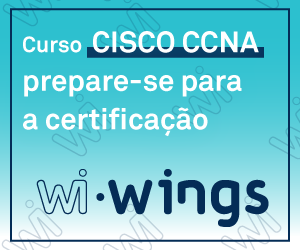 Curso CISCO CCNA
prepare-se para
a certificação
wi·wings